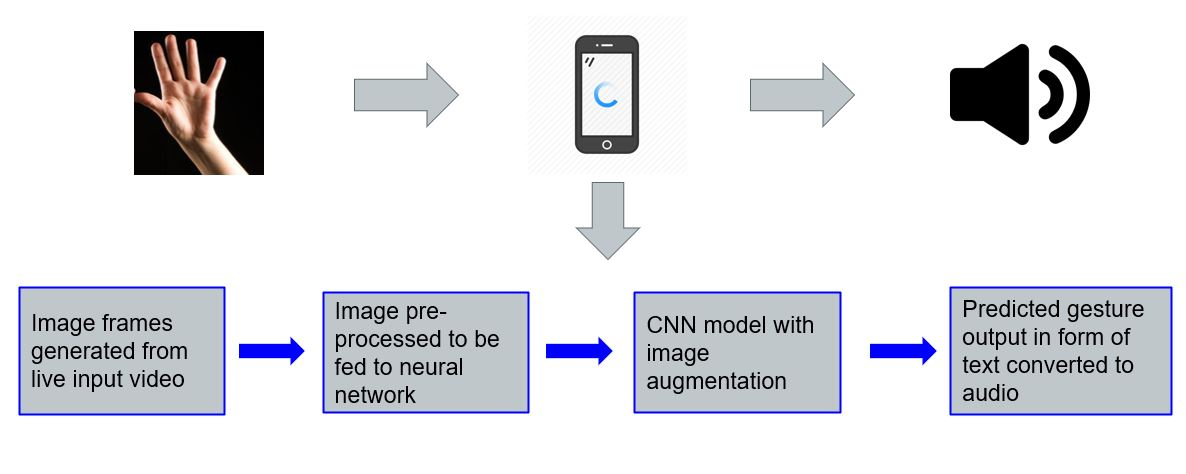 Image frames
generated from
live input video
Image pre-
processed to be
fed to neural
network
CNN model with
image
augmentation
Predicted gesture
output in form of
text converted to
audio